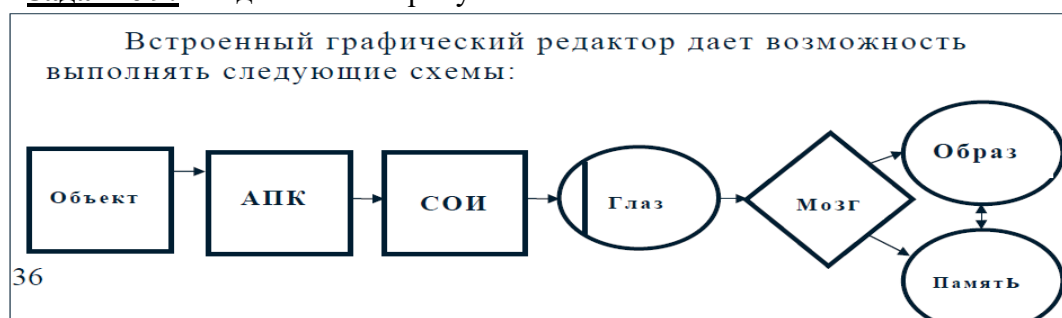 Встроенный графический редактор дает возможность
выполнять следующие схемы:
Объект
АПК
СОИ
Глаз
Мозг
Образ
Память
36